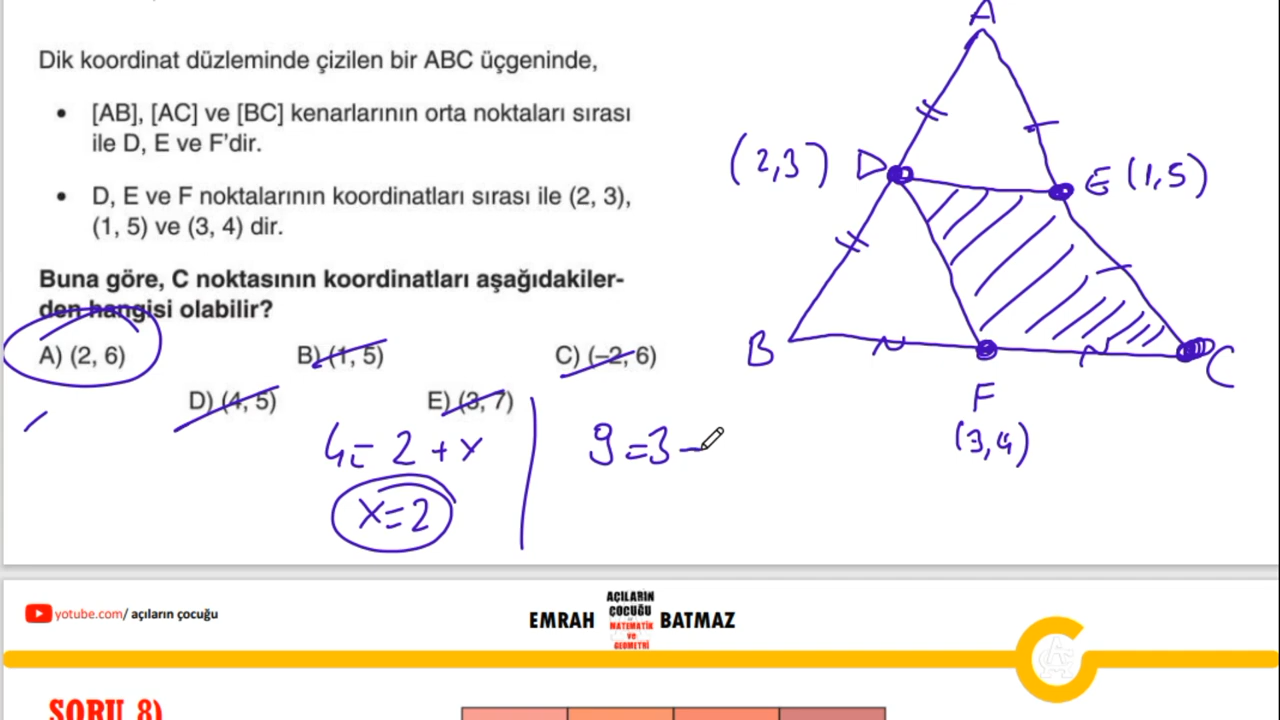 Dik koordinat düzleminde çizilen bir ABC üçgeninde,
• [AB], [AC] ve [BC] kenarlarının orta noktaları sırası
ile D, E ve F'dir.
• D, E ve F noktalarının koordinatları sırası ile (2, 3),
(1, 5) ve (3, 4) dir.
Buna göre, C noktasının koordinatları aşağıdakiler-
den hangisi olabilir?
A) (2, 6) B) (1, 5) C) (–2, 6)
D) (4, 5) E) (3, 7)
4 = 2 + x
x=2
9 =3 –
A
(2,3) D
E (1,5)
B
F
C
(3,4)
yotube.com/ açıların çocuğu
EMRAH
AÇILARIN
ÇOCUĞU
MATEMATİK
ve
GEOMETRİ
BATMAZ
SORU 8)